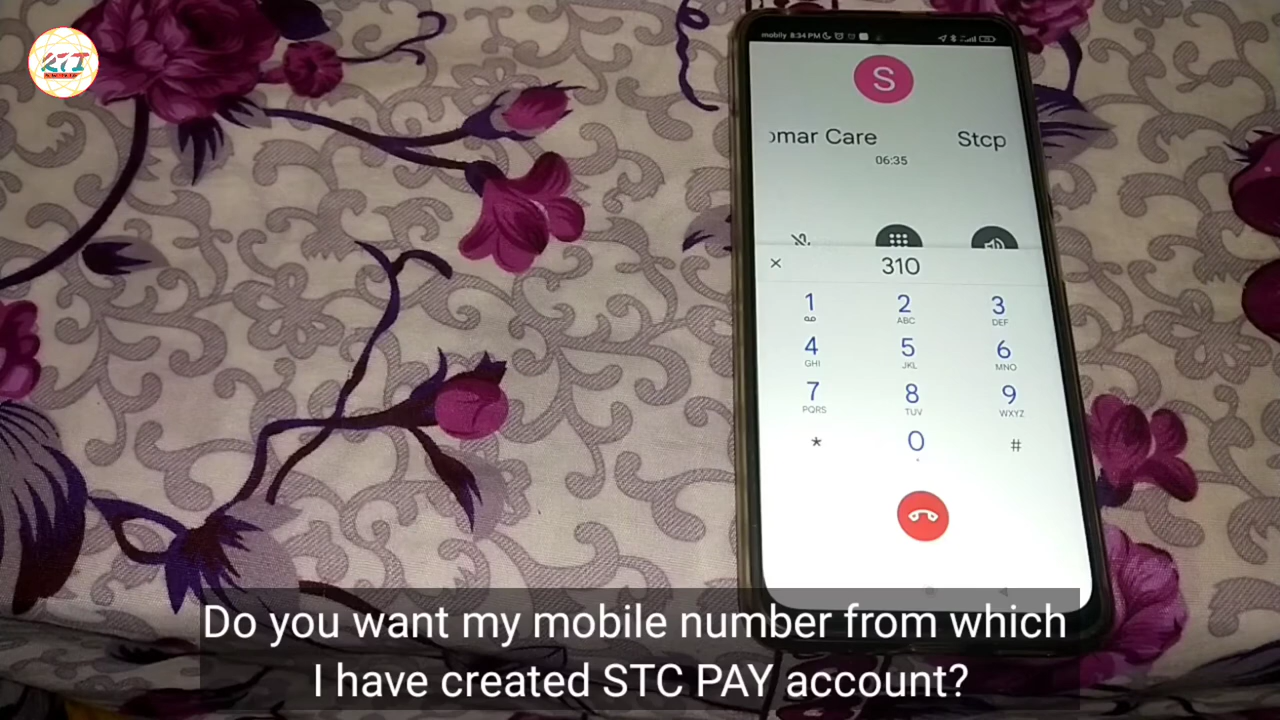 KTI
mobily 8:34 PM
S
omar Care Stcp
06:35
310
1 2 3
ABC DEF
4 5 6
GHI JKL MNO
7 8 9
PQRS TUV WXYZ
* 0 #
+
Do you want my mobile number from which
I have created STC PAY account?